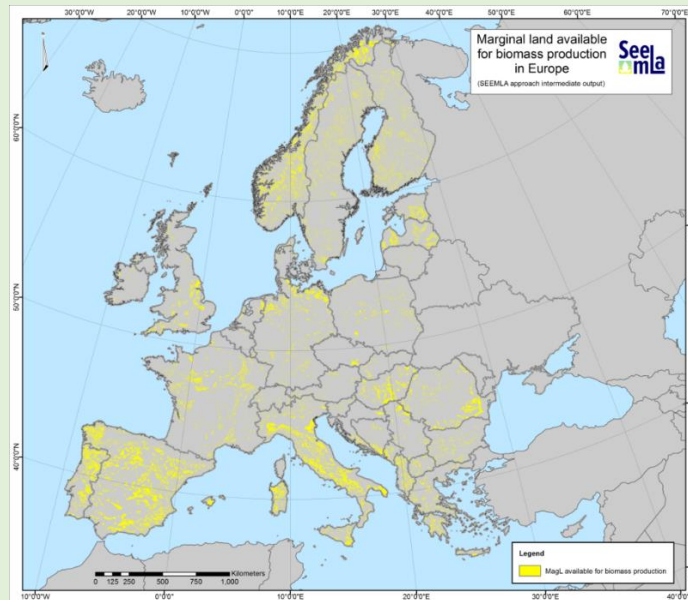 30°0'0"W 20°0'0"W 10°0'0"W 0°0'0" 10°0'0"E 20°0'0"E 30°0'0"E 40°0'0"E 50°0'0"E 60°0'0"E 70°0'0"E
Marginal land available
for biomass production
in Europe
(SEEMLA approach intermediate output)
See
mla
60°0'0"N
50°0'0"N
40°0'0"N
Kilometers
0 125 250 500 750 1,000
Legend
MagL available for biomass production
10°0'0"W 0°0'0" 10°0'0"E 20°0'0"E 30°0'0"E 40°0'0"E